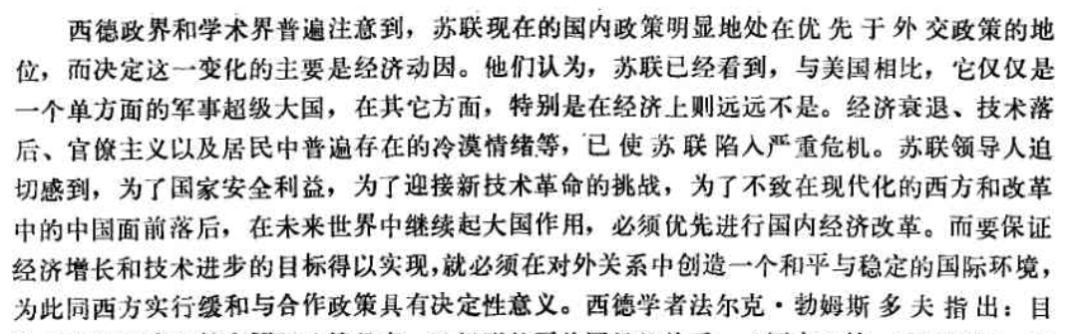 西德政界和学术界普遍注意到，苏联现在的国内政策明显地处在优先于外交政策的地
位，而决定这一变化的主要是经济动因。他们认为，苏联已经看到，与美国相比，它仅仅是
一个单方面的军事超级大国，在其它方面，特别是在经济上则远远不是。经济衰退、技术落
后、官僚主义以及居民中普遍存在的冷漠情绪等，已使苏联陷入严重危机。苏联领导人迫
切感到，为了国家安全利益，为了迎接新技术革命的挑战，为了不致在现代化的西方和改革
中的中国面前落后，在未来世界中继续起大国作用，必须优先进行国内经济改革。而要保证
经济增长和技术进步的目标得以实现，就必须在对外关系中创造一个和平与稳定的国际环境，
为此同西方实行缓和与合作政策具有决定性意义。西德学者法尔克·勃姆斯多夫指出：目